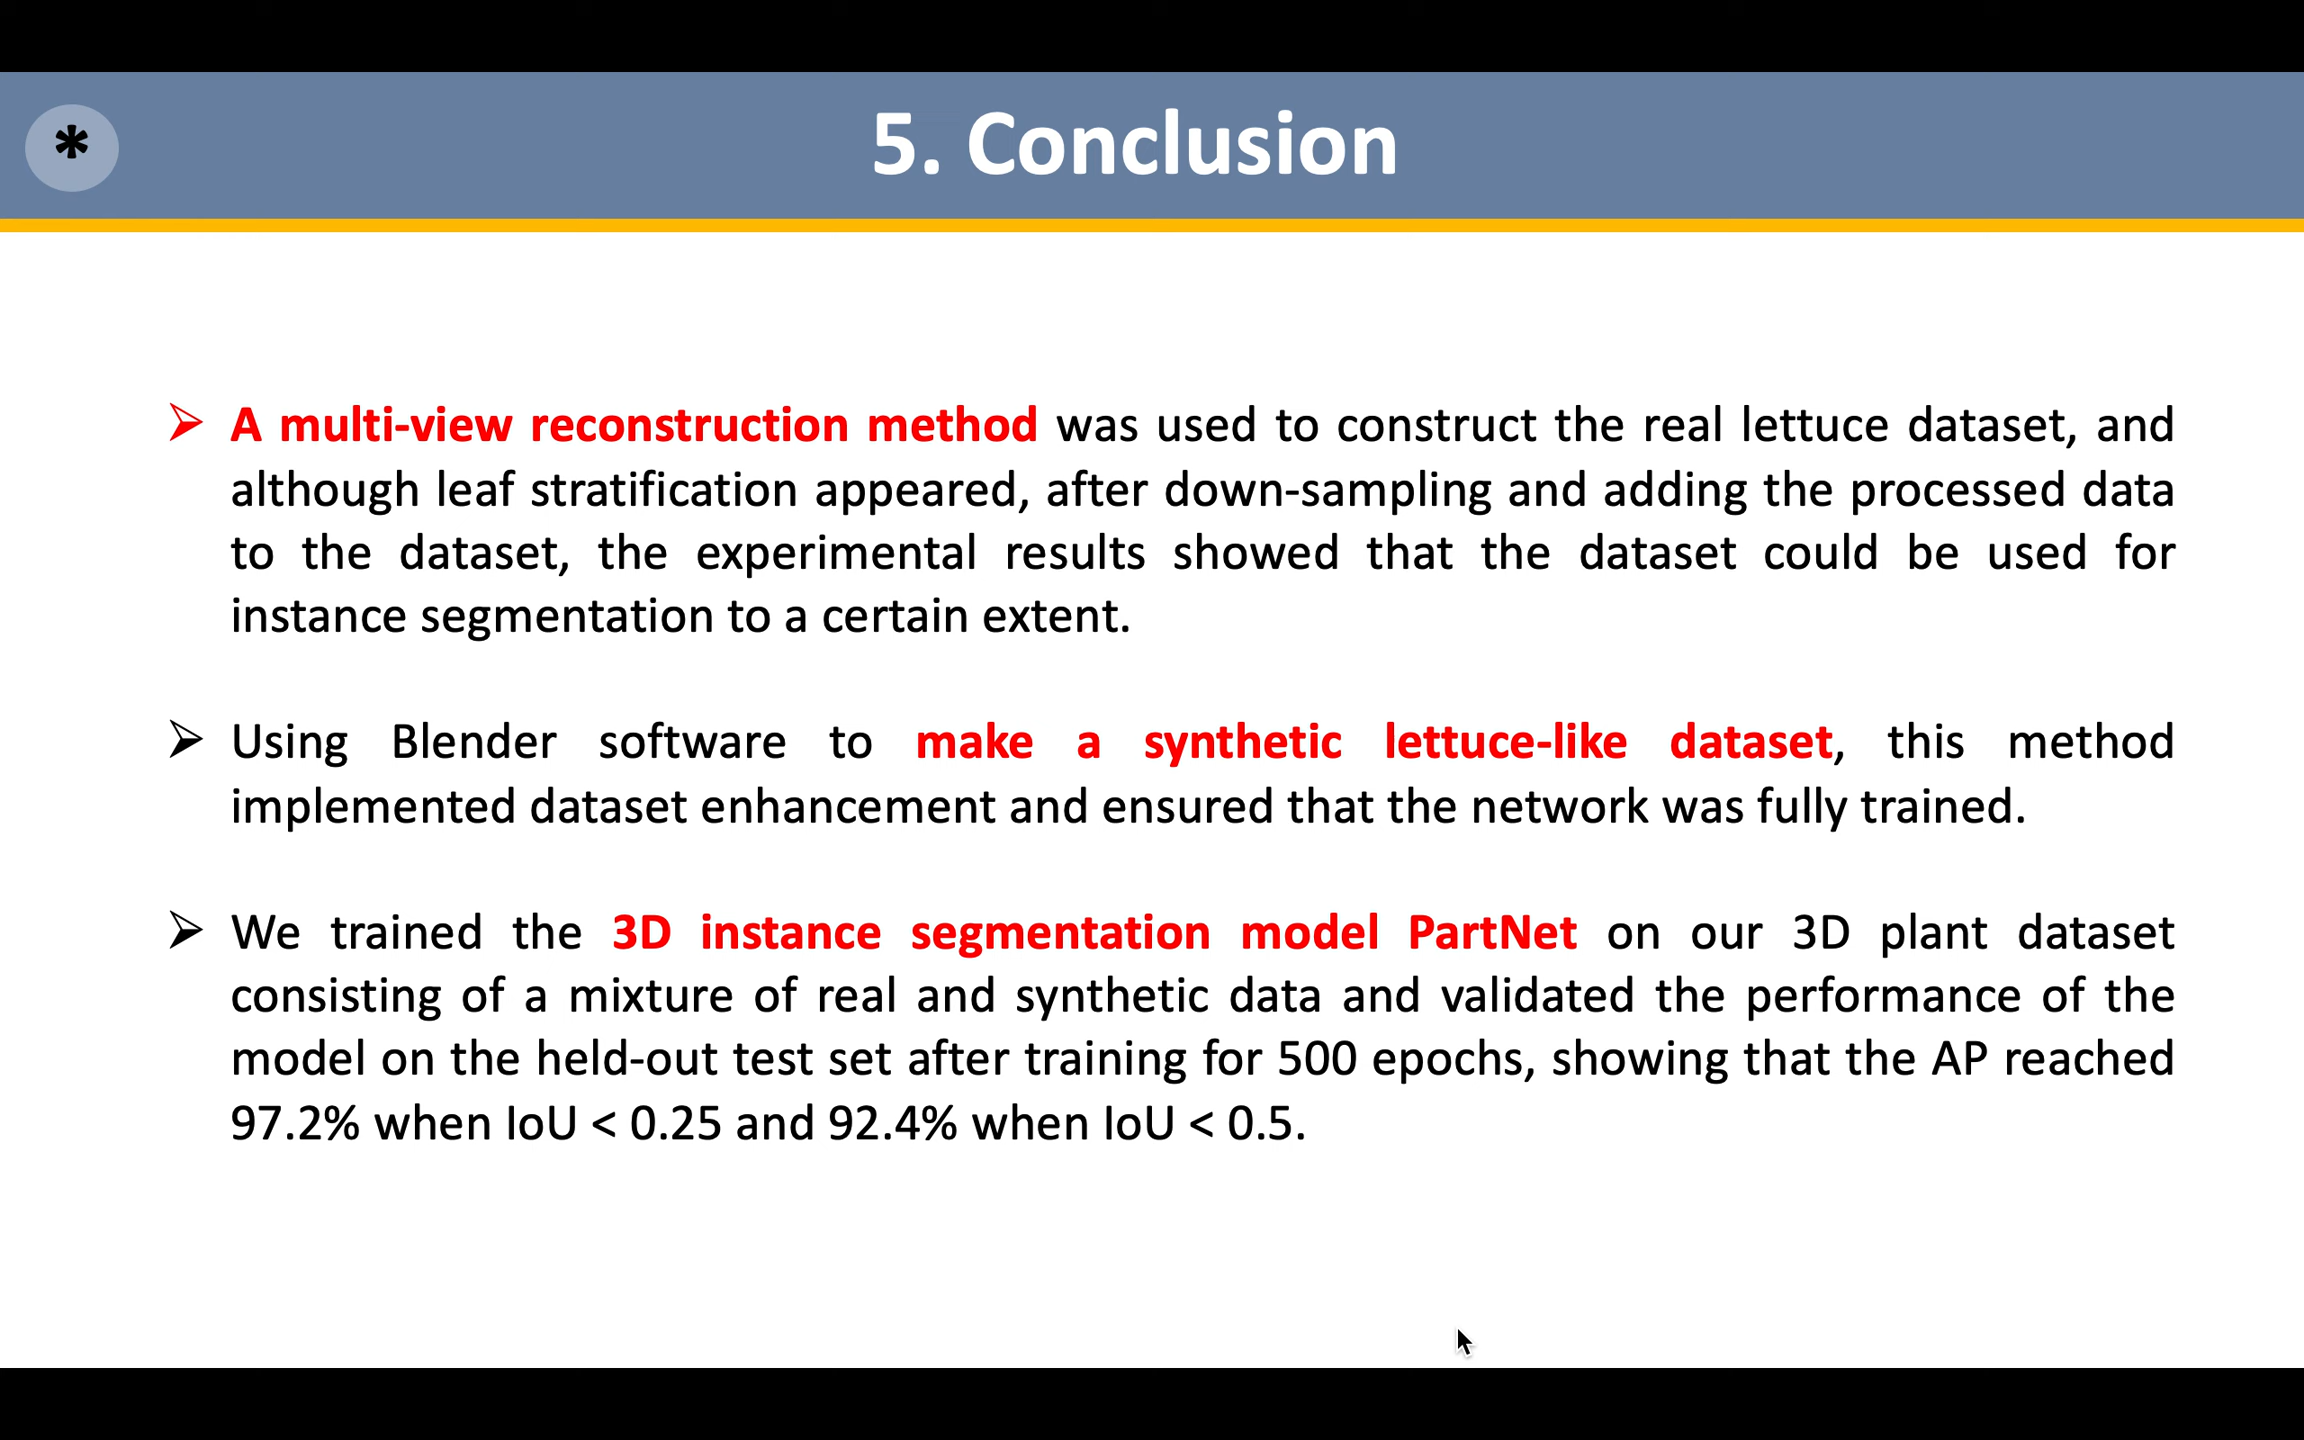 *
5. Conclusion
A multi-view reconstruction method was used to construct the real lettuce dataset, and
although leaf stratification appeared, after down-sampling and adding the processed data
to the dataset, the experimental results showed that the dataset could be used for
instance segmentation to a certain extent.
Using Blender software to make a synthetic lettuce-like dataset, this method
implemented dataset enhancement and ensured that the network was fully trained.
We trained the 3D instance segmentation model PartNet on our 3D plant dataset
consisting of a mixture of real and synthetic data and validated the performance of the
model on the held-out test set after training for 500 epochs, showing that the AP reached
97.2% when IoU < 0.25 and 92.4% when IoU < 0.5.